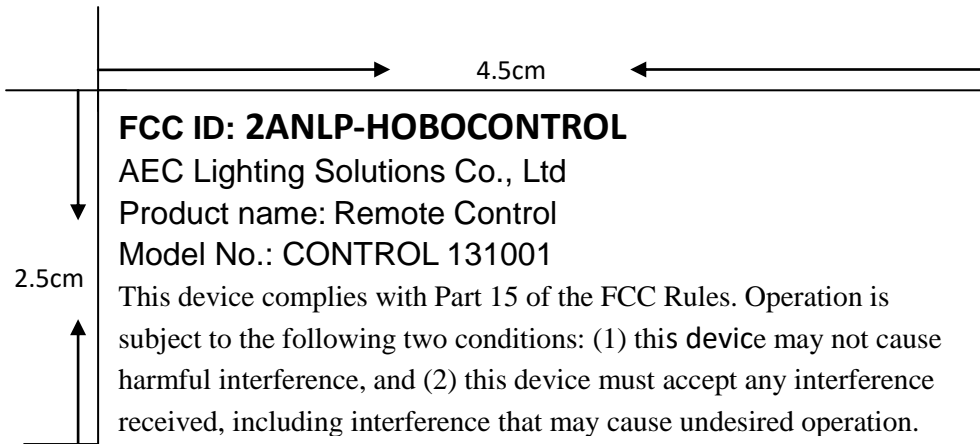 4.5cm
FCC ID: 2ANLP-HOBOCONTROL
AEC Lighting Solutions Co., Ltd
Product name: Remote Control
Model No.: CONTROL 131001
2.5cm
This device complies with Part 15 of the FCC Rules. Operation is
subject to the following two conditions: (1) this device may not cause
harmful interference, and (2) this device must accept any interference
received, including interference that may cause undesired operation.